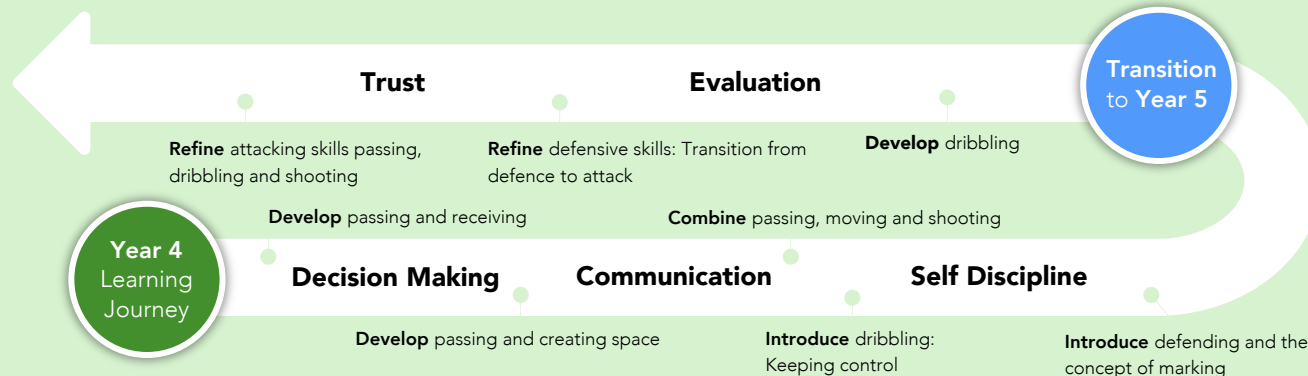 Trust
Evaluation
Transition
to Year 5
Refine attacking skills passing,
dribbling and shooting
Refine defensive skills: Transition from
defence to attack
Develop dribbling
Develop passing and receiving
Combine passing, moving and shooting
Year 4
Learning
Journey
Decision Making
Communication
Self Discipline
Develop passing and creating space
Introduce dribbling:
Keeping control
Introduce defending and the
concept of marking